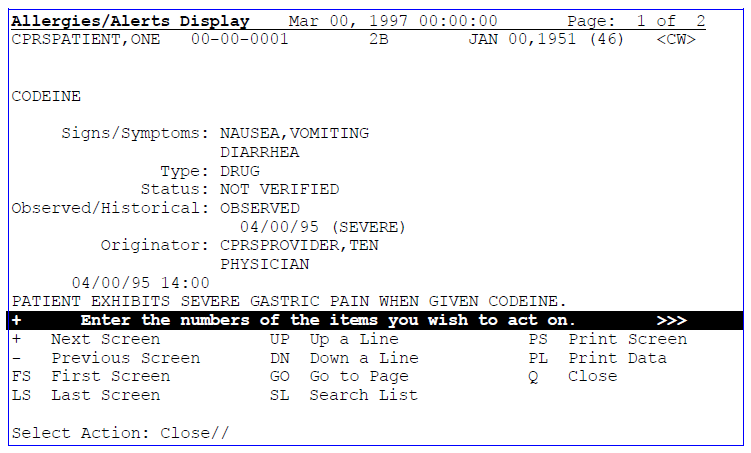 Allergies/Alerts Display    Mar 00, 1997 00:00:00       Page:  1 of  2
CPRSPATIENT,ONE   00-00-0001        2B        JAN 00,1951 (46)   <CW>
CODEINE
Signs/Symptoms: NAUSEA,VOMITING
DIARRHEA
Type: DRUG
Status: NOT VERIFIED
Observed/Historical: OBSERVED
04/00/95 (SEVERE)
Originator: CPRSPROVIDER,TEN
PHYSICIAN
04/00/95 14:00
PATIENT EXHIBITS SEVERE GASTRIC PAIN WHEN GIVEN CODEINE.
+      Enter the numbers of the items you wish to act on.        >>>
+   Next Screen           UP  Up a Line             PS  Print Screen
-   Previous Screen       DN  Down a Line           PL  Print Data
FS  First Screen          GO  Go to Page            Q   Close
LS  Last Screen           SL  Search List
Select Action: Close//